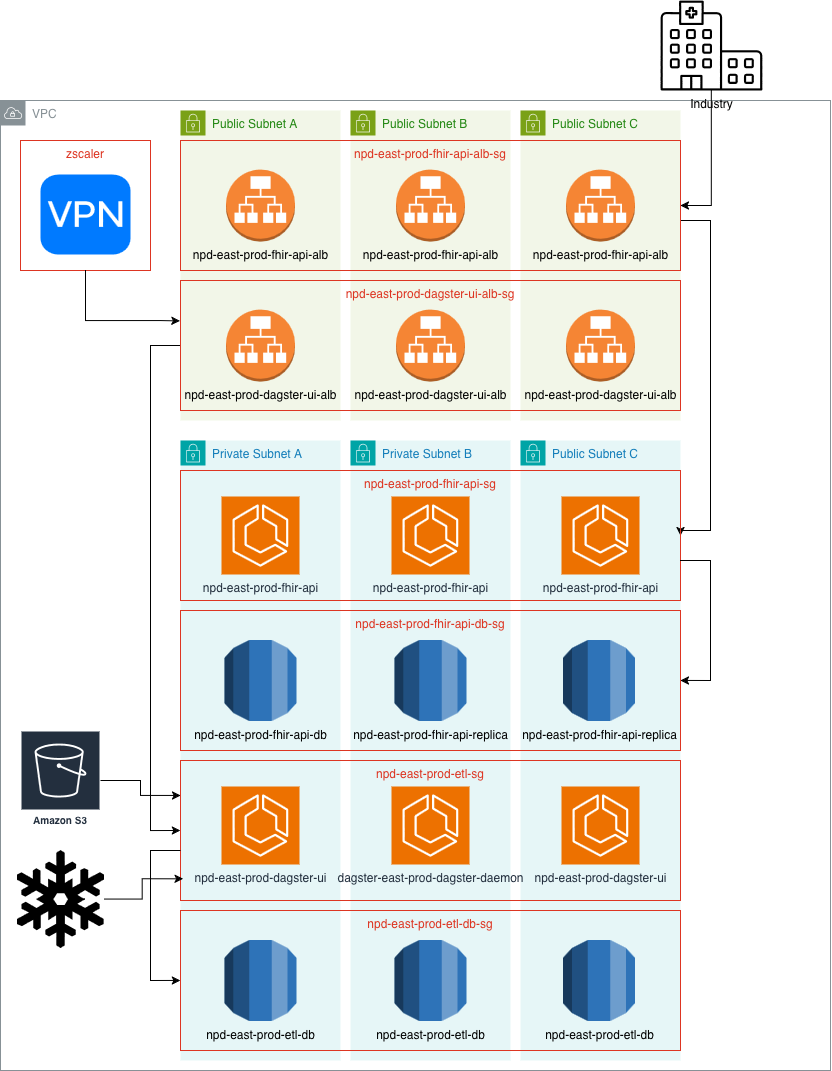 Industry
VPC
Public Subnet A
Public Subnet B
Public Subnet C
zscaler
VPN
npd-east-prod-fhir-api-alb-sg
npd-east-prod-fhir-api-alb
npd-east-prod-fhir-api-alb
npd-east-prod-fhir-api-alb
npd-east-prod-dagster-ui-alb-sg
npd-east-prod-dagster-ui-alb
npd-east-prod-dagster-ui-alb
npd-east-prod-dagster-ui-alb
Private Subnet A
Private Subnet B
Public Subnet C
npd-east-prod-fhir-api-sg
npd-east-prod-fhir-api
npd-east-prod-fhir-api
npd-east-prod-fhir-api
npd-east-prod-fhir-api-db-sg
npd-east-prod-fhir-api-db
npd-east-prod-fhir-api-replica
npd-east-prod-fhir-api-replica
npd-east-prod-etl-sg
Amazon S3
npd-east-prod-dagster-ui
dagster-east-prod-dagster-daemon
npd-east-prod-dagster-ui
npd-east-prod-etl-db-sg
npd-east-prod-etl-db
npd-east-prod-etl-db
npd-east-prod-etl-db